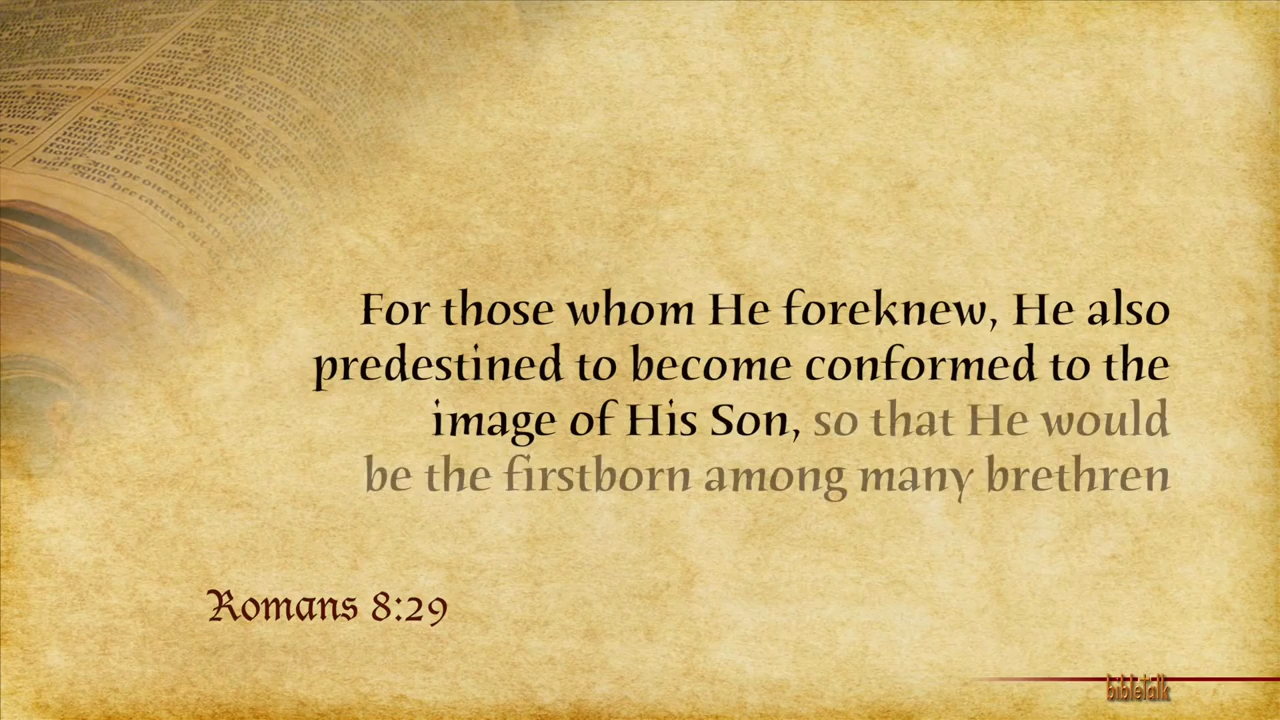 For those whom He foreknew, He also
predestined to become conformed to the
image of His Son, so that He would
be the firstborn among many brethren
Romans 8:29
bibletalk